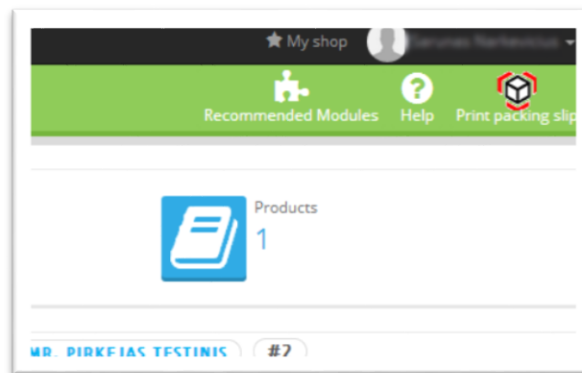 My shop
Recommended Modules Help Print packing slip
Products
1
MR. PIRKEJAS TESTINIS #2